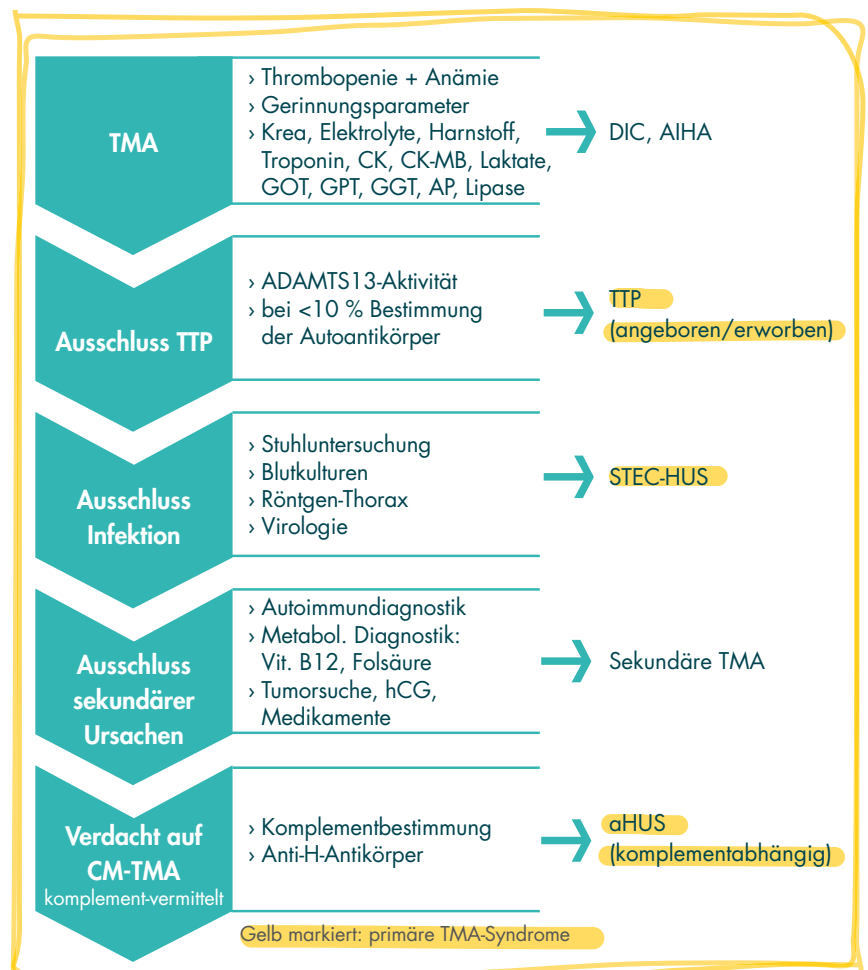 TMA
› Thrombopenie + Anämie
› Gerinnungsparameter
› Krea, Elektrolyte, Harnstoff,
Troponin, CK, CK-MB, Laktate,
GOT, GPT, GGT, AP, Lipase
DIC, AIHA
Ausschluss TTP
› ADAMTS13-Aktivität
› bei <10 % Bestimmung
der Autoantikörper
TTP
(angeboren/erworben)
Ausschluss
Infektion
› Stuhluntersuchung
› Blutkulturen
› Röntgen-Thorax
› Virologie
STEC-HUS
Ausschluss
sekundärer
Ursachen
› Autoimmundiagnostik
› Metabol. Diagnostik:
Vit. B12, Folsäure
› Tumorsuche, hCG,
Medikamente
Sekundäre TMA
Verdacht auf
CM-TMA
komplement-vermittelt
› Komplementbestimmung
› Anti-H-Antikörper
aHUS
(komplementabhängig)
Gelb markiert: primäre TMA-Syndrome